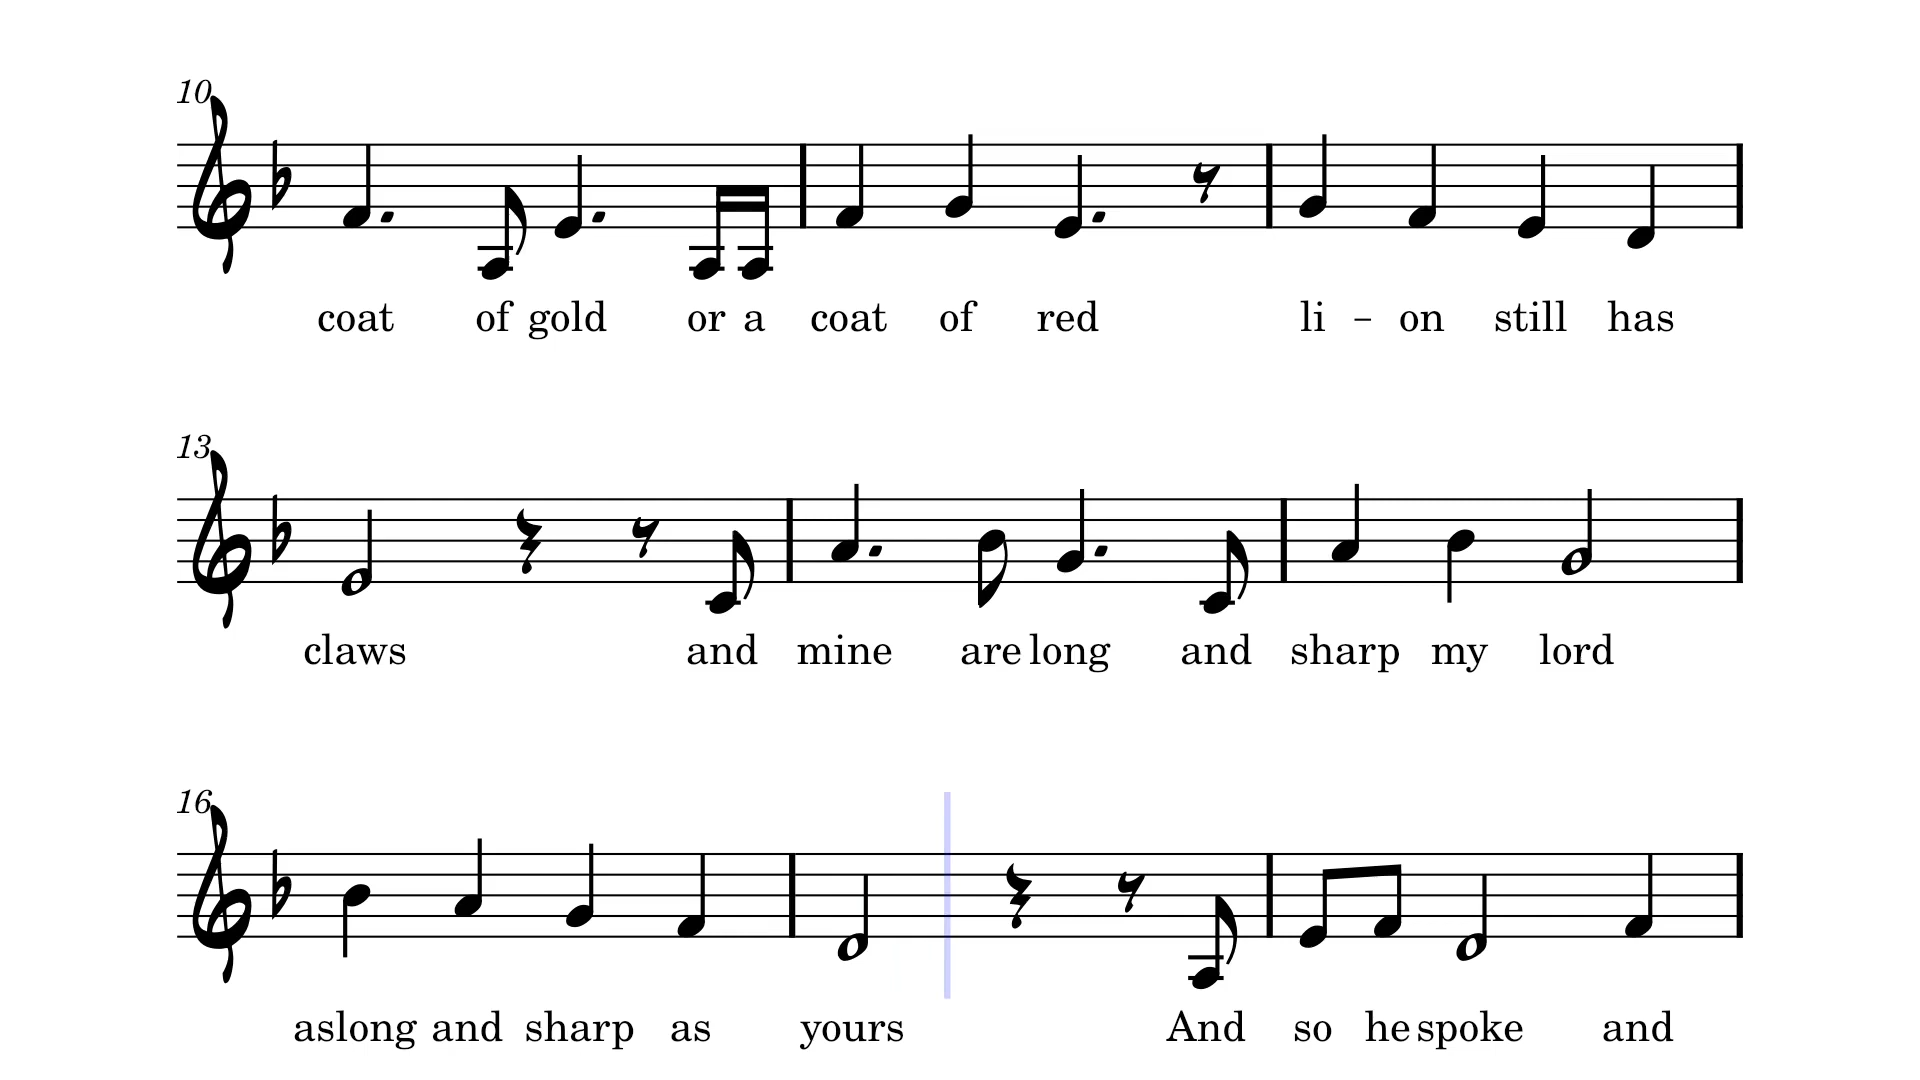 10
coat of gold or a coat of red li - on still has
13
claws and mine are long and sharp my lord
16
aslong and sharp as yours And so he spoke and